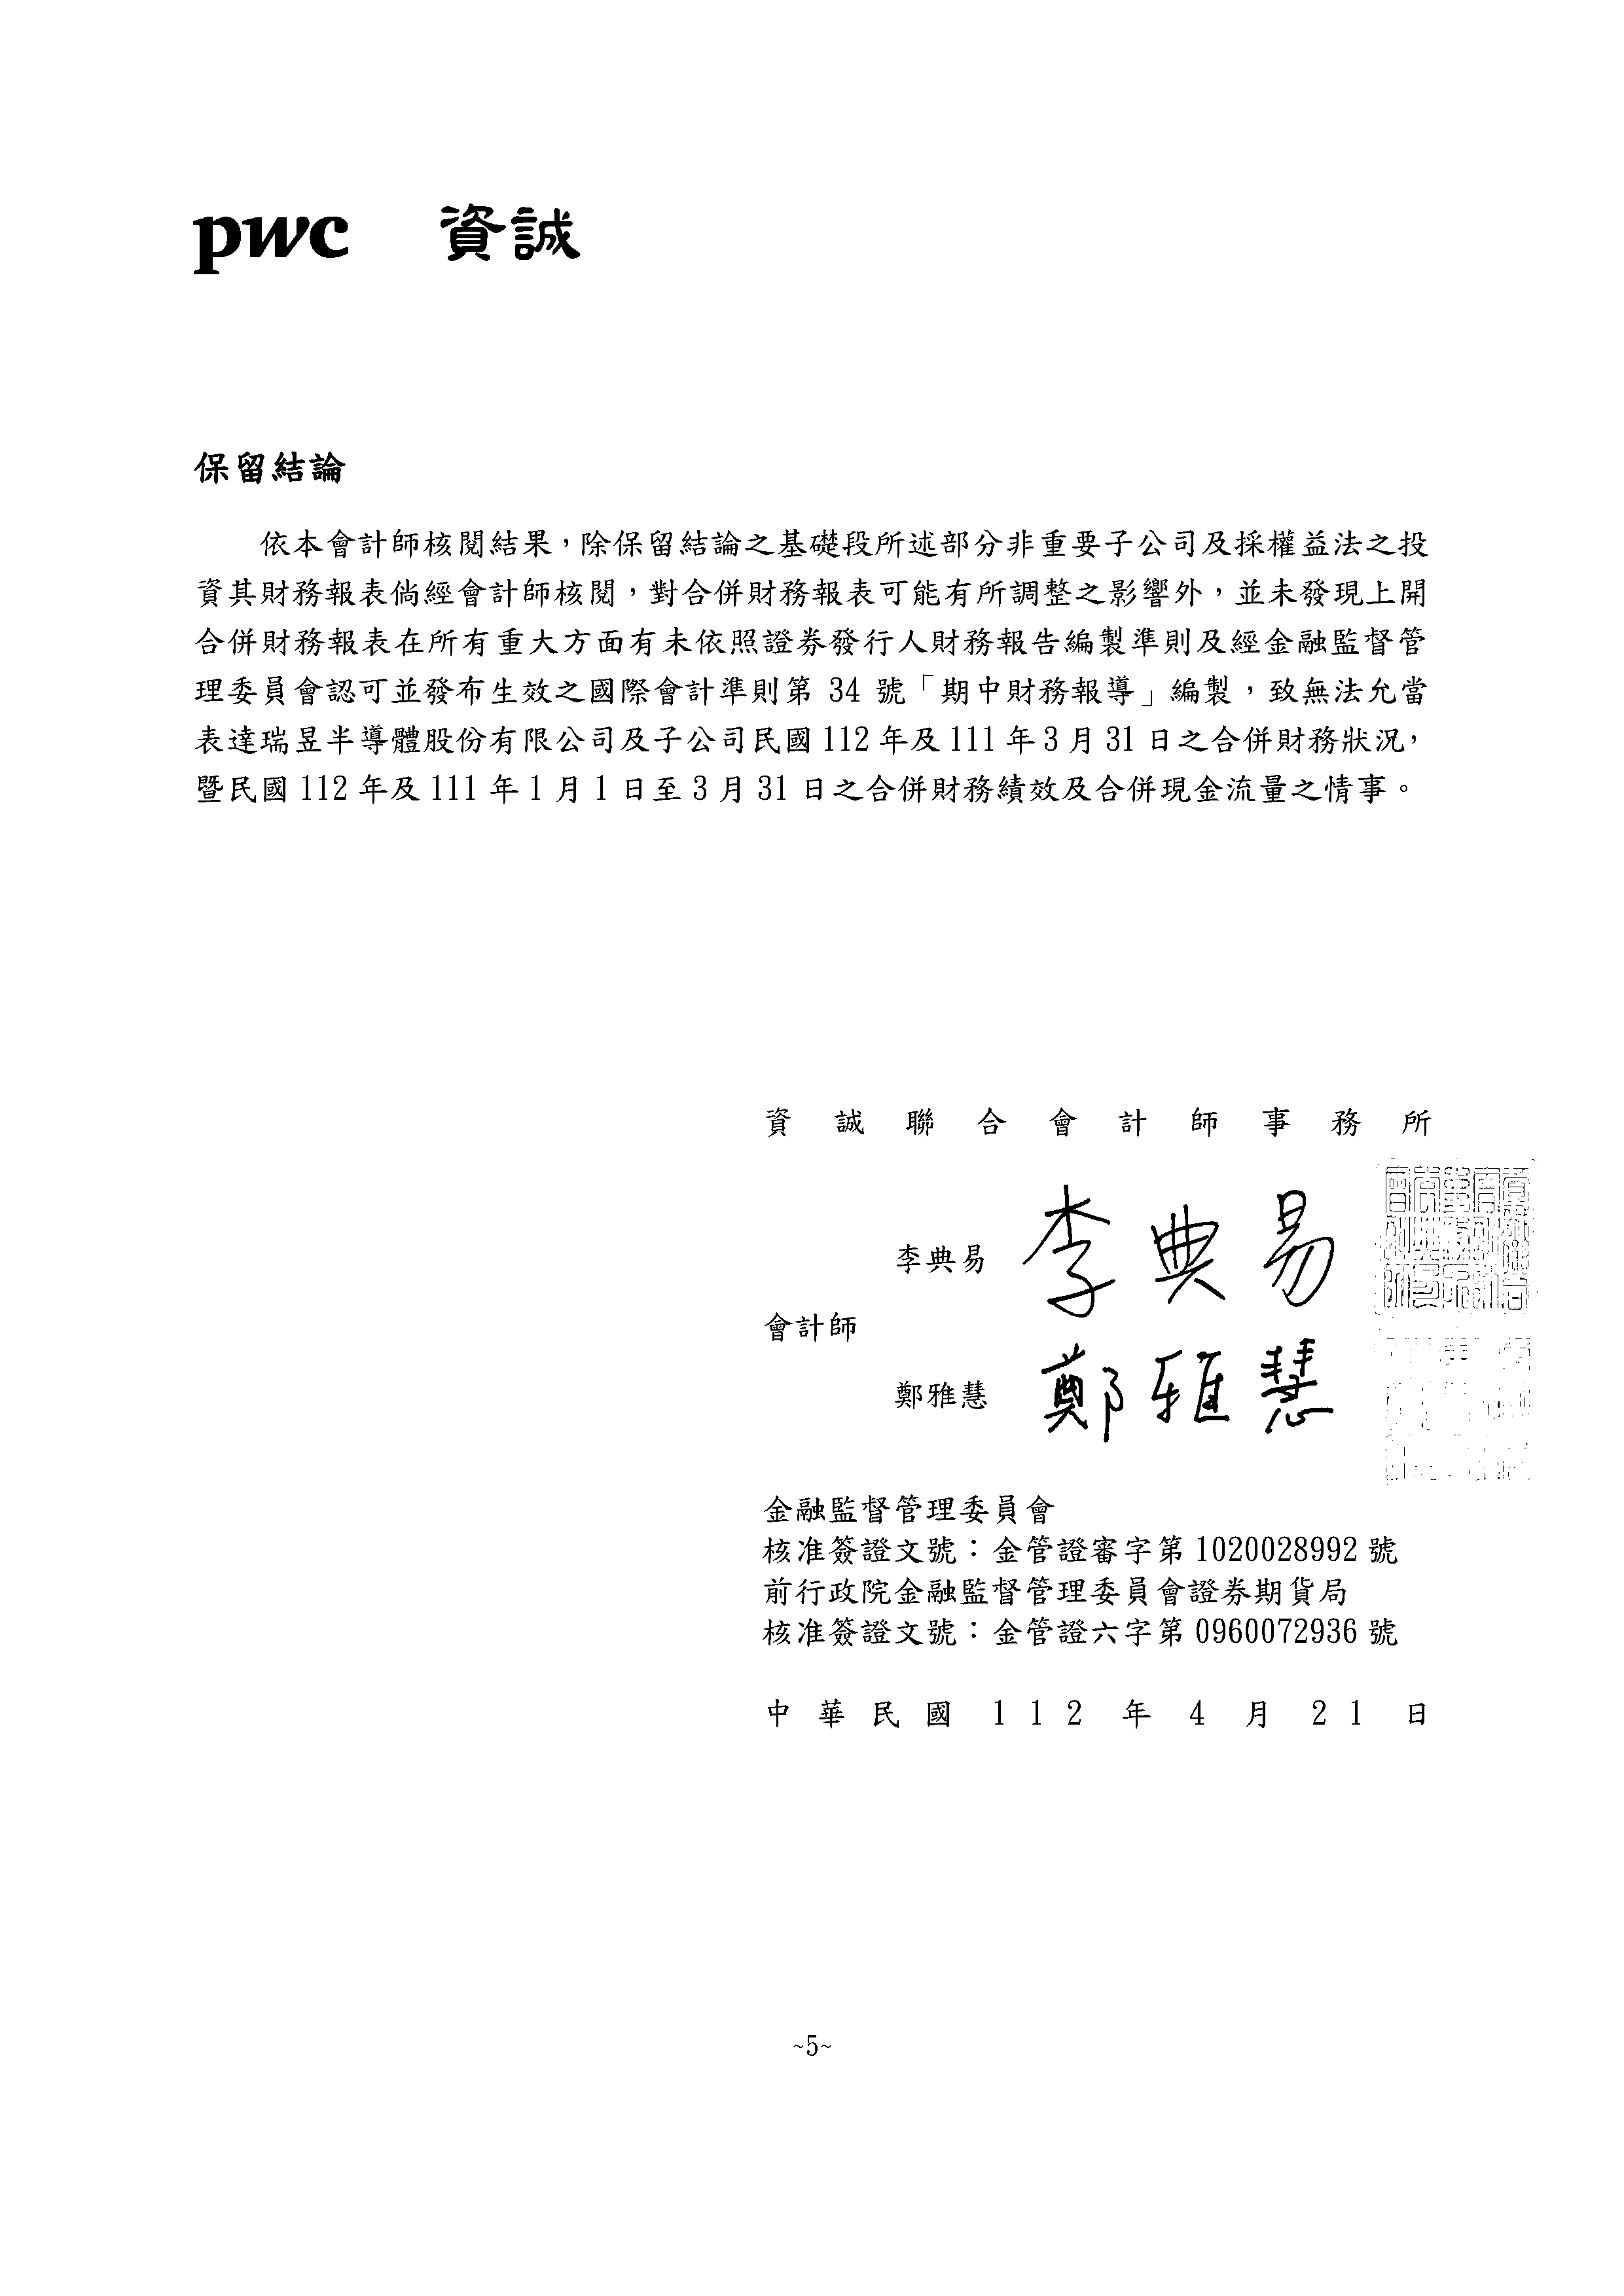 pwc 資誠
保留結論
依本會計師核閱結果，除保留結論之基礎段所述部分非重要子公司及採權益法之投
資其財務報表倘經會計師核閱，對合併財務報表可能有所調整之影響外，並未發現上開
合併財務報表在所有重大方面有未依照證券發行人財務報告編製準則及經金融監督管
理委員會認可並發布生效之國際會計準則第 34 號「期中財務報導」編製，致無法允當
表達瑞昱半導體股份有限公司及子公司民國 112 年及 111 年 3 月 31 日之合併財務狀況，
暨民國 112 年及 111 年 1 月 1 日至 3 月 31 日之合併財務績效及合併現金流量之情事。
資 誠 聯 合 會 計 師 事 務 所
李典易 李典易
會計師
鄭雅慧 鄭雅慧
金融監督管理委員會
核准簽證文號：金管證審字第 1020028992 號
前行政院金融監督管理委員會證券期貨局
核准簽證文號：金管證六字第 0960072936 號
中 華 民 國 1 1 2 年 4 月 2 1 日
~5~